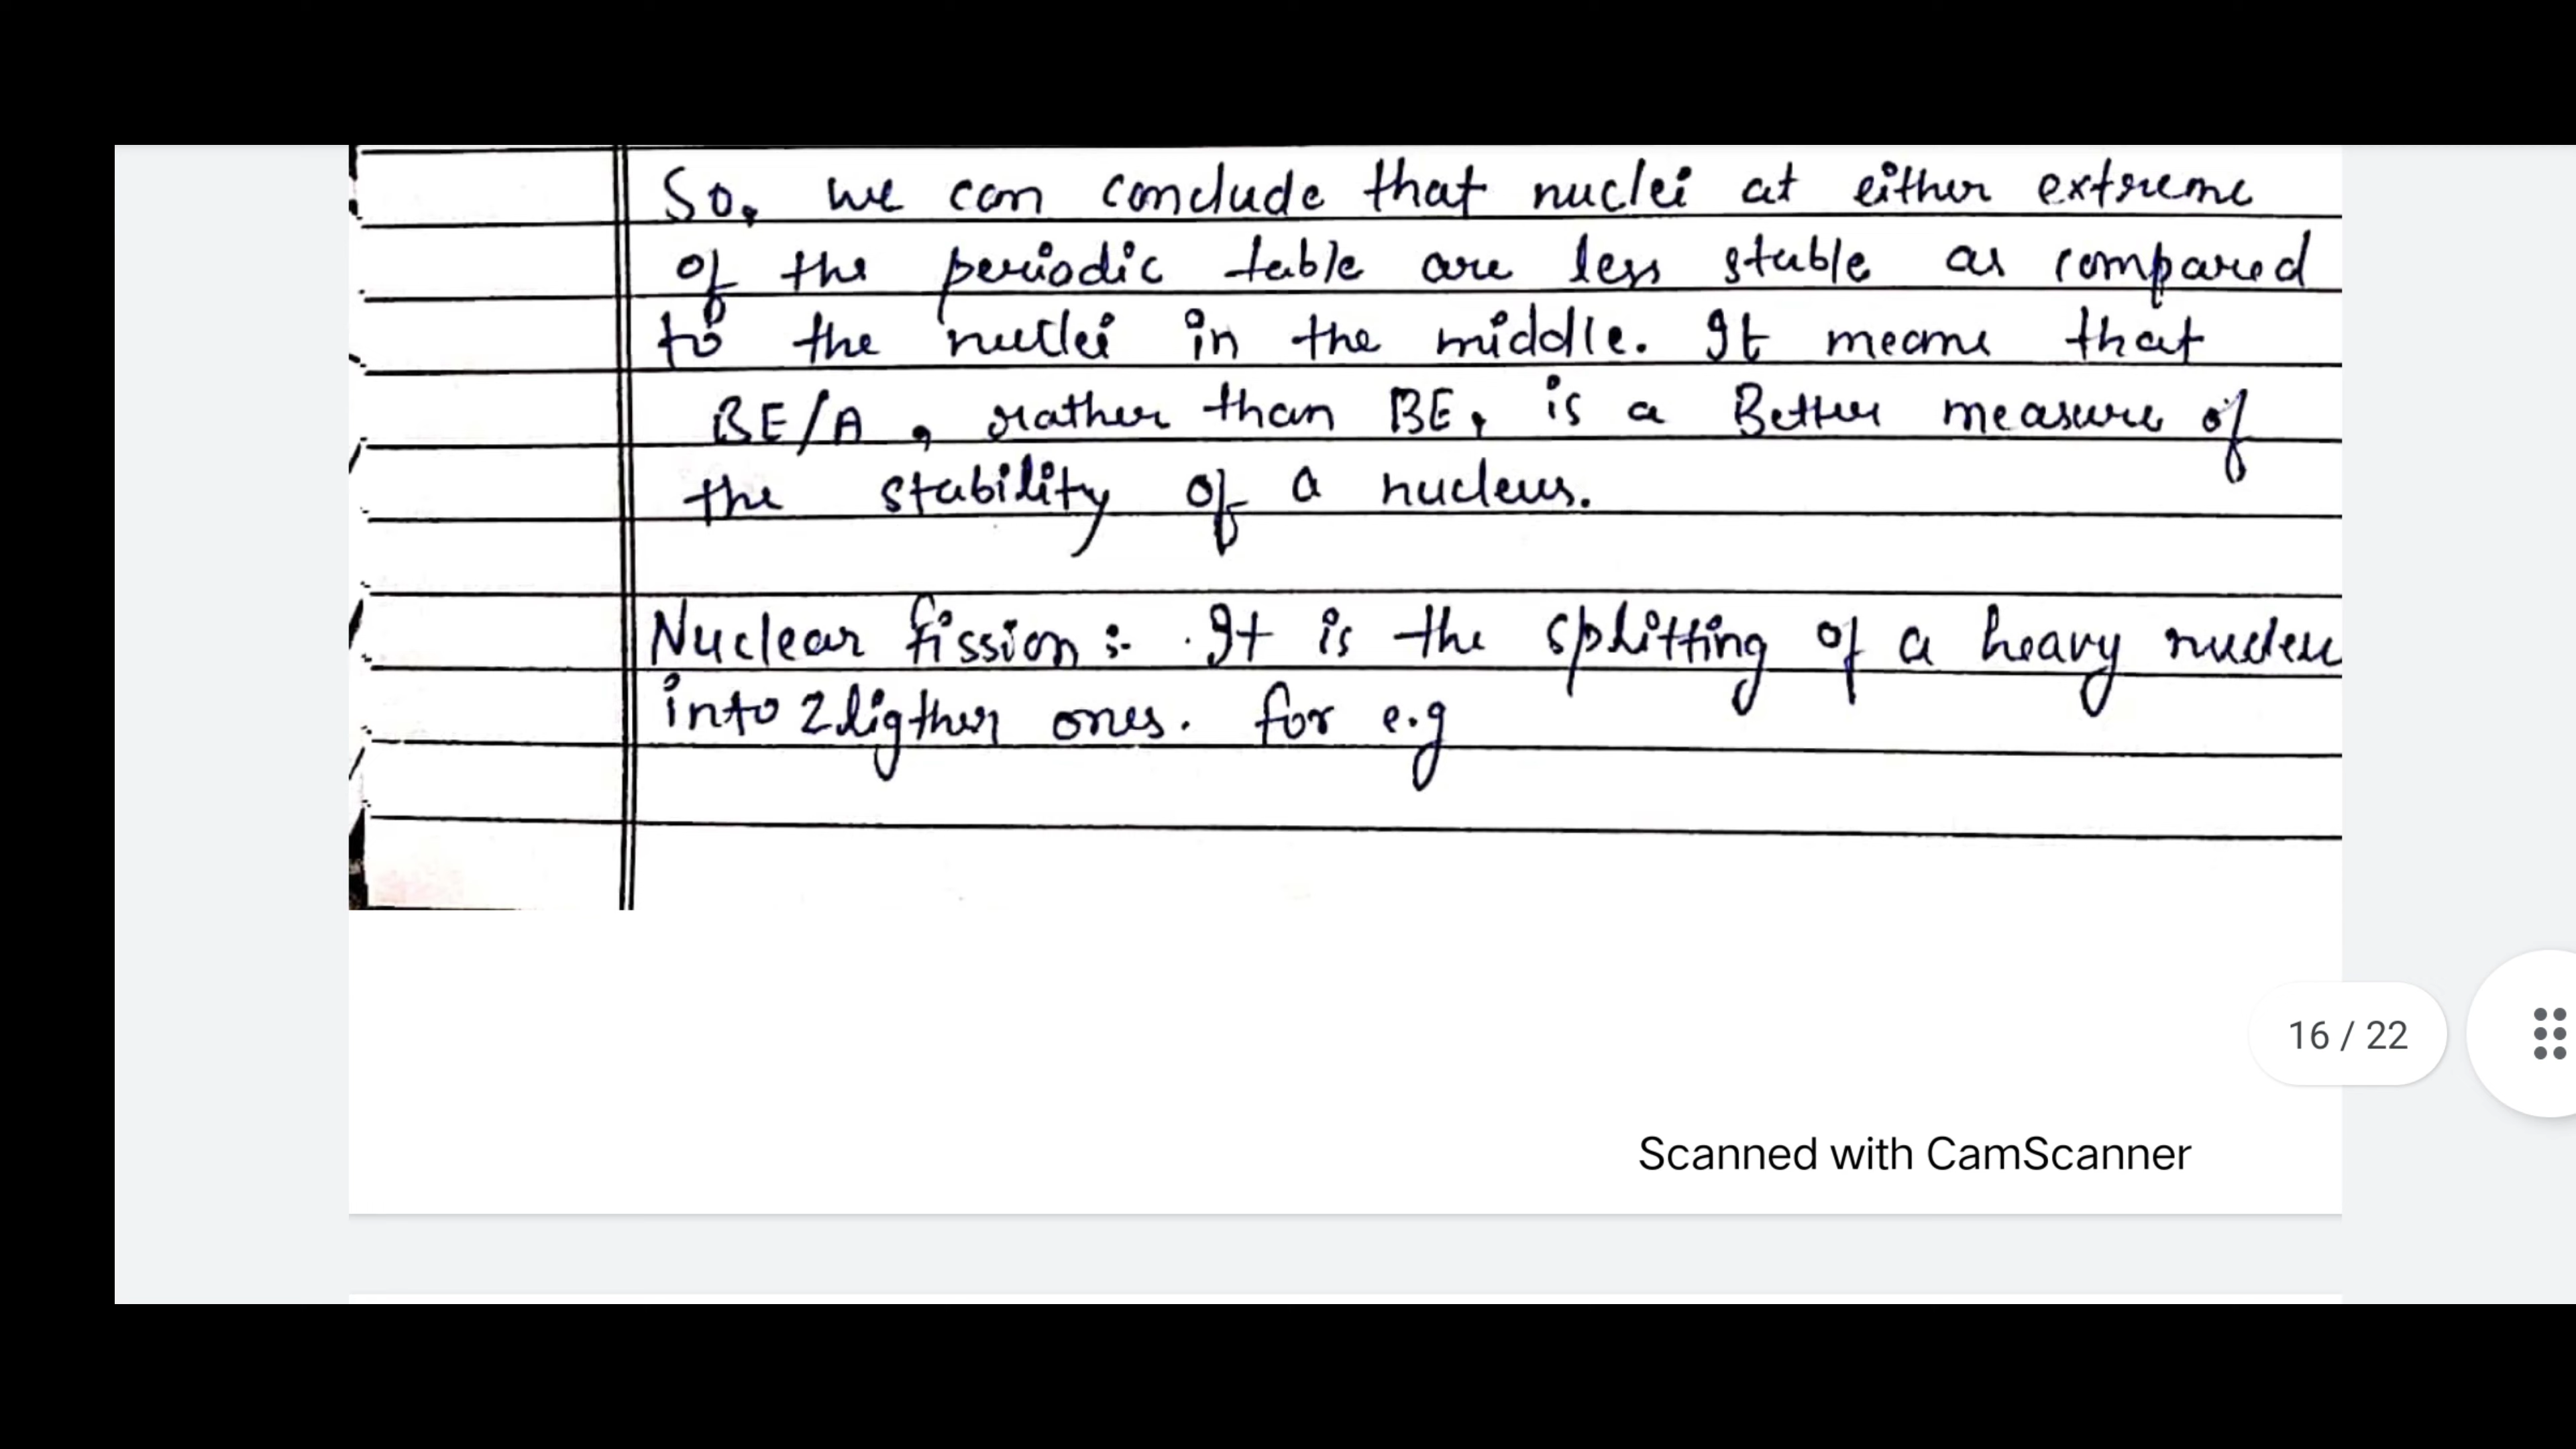 So, we can conclude that nuclei at either extreme
of the periodic table are less stable as compared
to the nuclei in the middle. It means that
BE/A, rather than BE, is a Better measure of
the stability of a nucleus.
Nuclear fission :- It is the splitting of a heavy nucleu
into 2 ligther ones. for e.g
16 / 22
Scanned with CamScanner